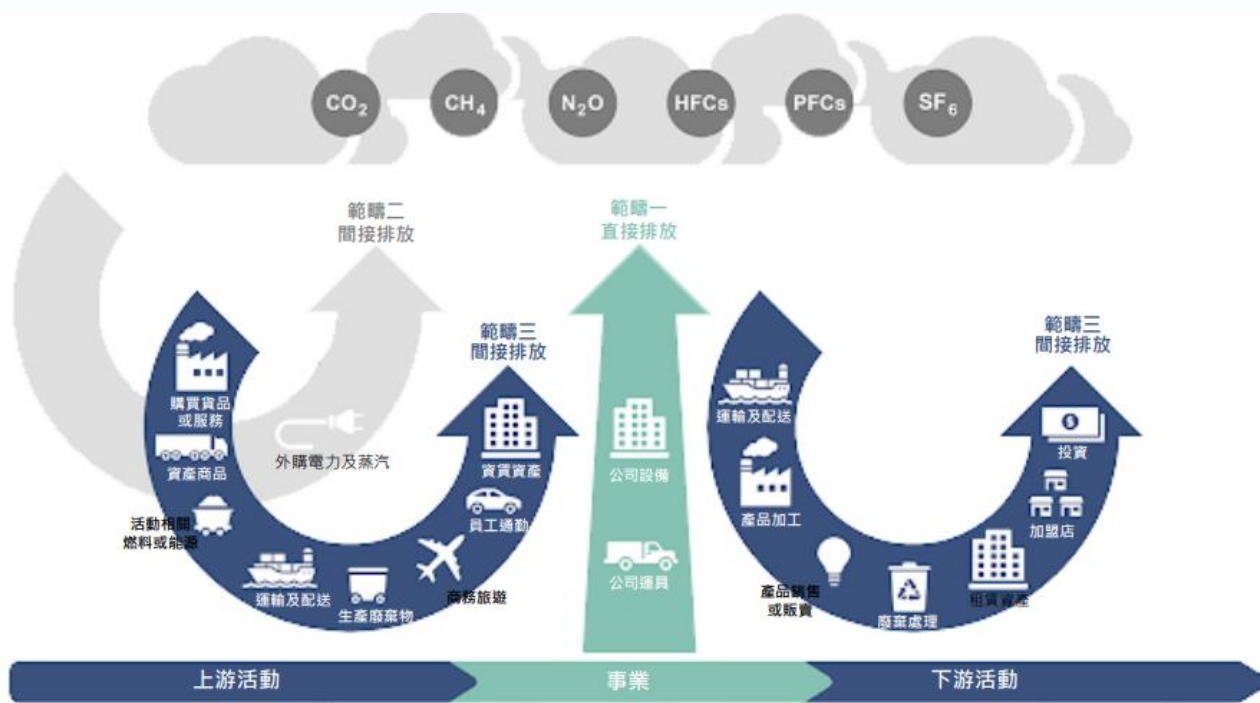 CO₂ CH₄ N₂O HFCs PFCs SF₆
範疇二
間接排放
範疇一
直接排放
範疇三
間接排放
範疇三
間接排放
購買貨品
或服務
資產商品
活動相關
燃料或能源
運輸及配送
生產廢棄物
商務旅遊
員工通勤
資賃資產
外購電力及蒸汽
公司設備
公司運員
運輸及配送
產品加工
產品銷售
或販賣
廢棄處理
租賃資產
加盟店
投資
上游活動
事業
下游活動